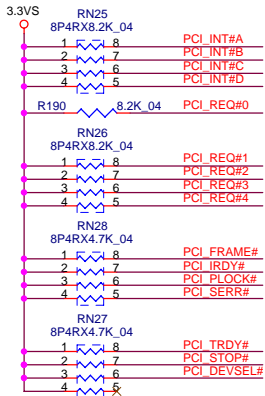 3.3VS
RN25
8P4RX8.2K_04
1 8 PCI_INT#A
2 7 PCI_INT#B
3 6 PCI_INT#C
4 5 PCI_INT#D
R190 8.2K_04 PCI_REQ#0
RN26
8P4RX8.2K_04
1 8 PCI_REQ#1
2 7 PCI_REQ#2
3 6 PCI_REQ#3
4 5 PCI_REQ#4
RN28
8P4RX4.7K_04
1 8 PCI_FRAME#
2 7 PCI_IRDY#
3 6 PCI_PLOCK#
4 5 PCI_SERR#
RN27
8P4RX4.7K_04
1 8 PCI_TRDY#
2 7 PCI_STOP#
3 6 PCI_DEVSEL#
4 5